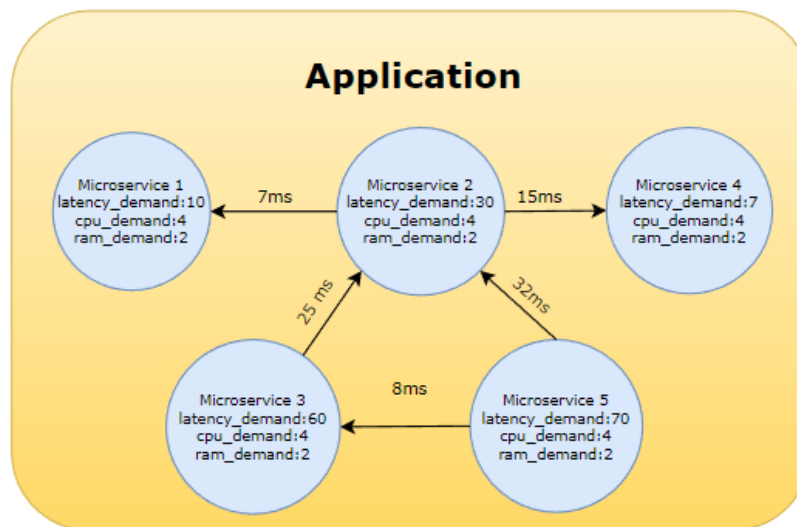 Application
Microservice 1
latency_demand:10
cpu_demand:4
ram_demand:2
7ms
Microservice 2
latency_demand:30
cpu_demand:4
ram_demand:2
15ms
Microservice 4
latency_demand:7
cpu_demand:4
ram_demand:2
25 ms
32ms
Microservice 3
latency_demand:60
cpu_demand:4
ram_demand:2
8ms
Microservice 5
latency_demand:70
cpu_demand:4
ram_demand:2